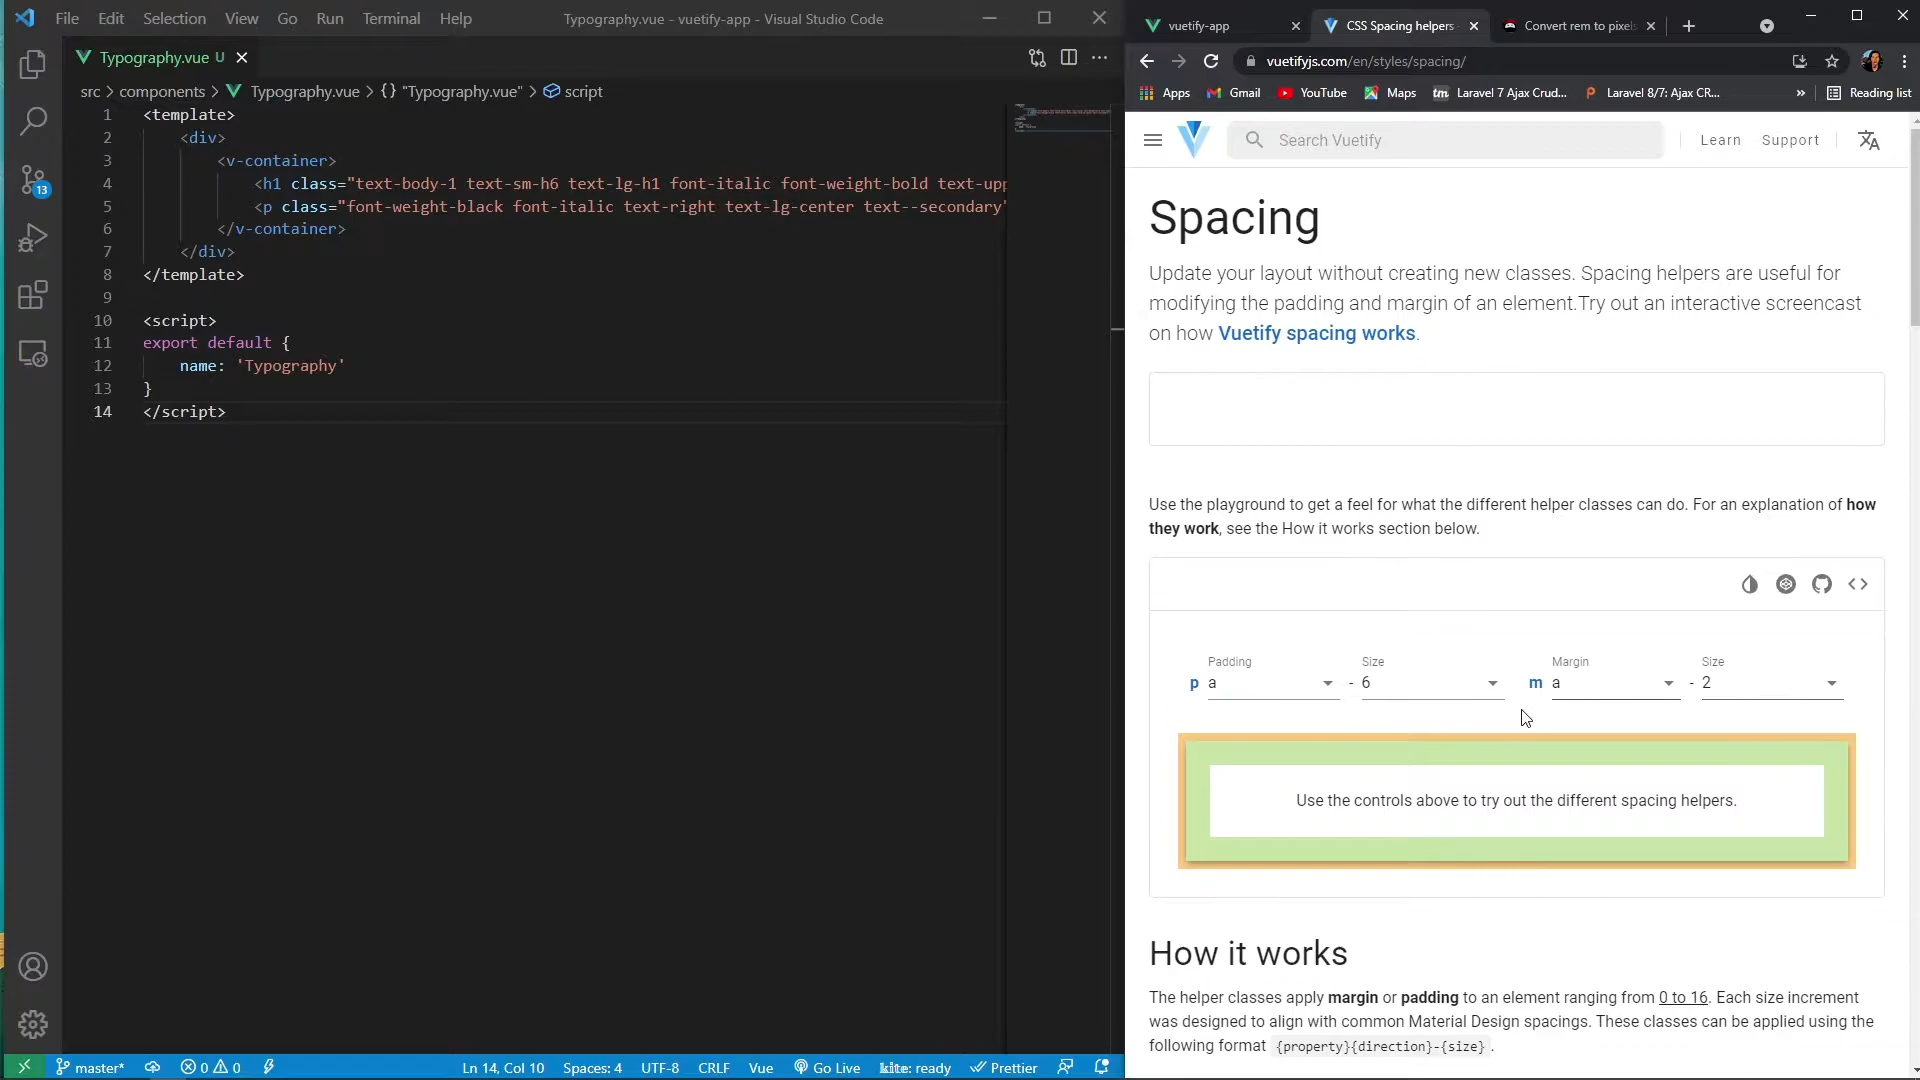 File Edit Selection View Go Run Terminal Help
Typography.vue - vuetify-app - Visual Studio Code
Typography.vue U
src > components > Typography.vue > {} "Typography.vue" > script
1 <template>
2 <div>
3 <v-container>
4 <h1 class="text-body-1 text-sm-h6 text-lg-h1 font-italic font-weight-bold text-upp
5 <p class="font-weight-black font-italic text-right text-lg-center text--secondary"
6 </v-container>
7 </div>
8 </template>
9
10 <script>
11 export default {
12 name: 'Typography'
13 }
14 </script>
13
master* 0 0 Ln 14, Col 10 Spaces: 4 UTF-8 CRLF Vue Go Live kite: ready Prettier
vuetify-app
CSS Spacing helpers
Convert rem to pixels
vuetifyjs.com/en/styles/spacing/
Apps Gmail YouTube Maps tm Laravel 7 Ajax Crud... Laravel 8/7: Ajax CR... » Reading list
Search Vuetify
Learn Support
Spacing
Update your layout without creating new classes. Spacing helpers are useful for
modifying the padding and margin of an element.Try out an interactive screencast
on how Vuetify spacing works.
Use the playground to get a feel for what the different helper classes can do. For an explanation of how
they work, see the How it works section below.
Padding Size Margin Size
p a - 6 m a - 2
Use the controls above to try out the different spacing helpers.
How it works
The helper classes apply margin or padding to an element ranging from 0 to 16. Each size increment
was designed to align with common Material Design spacings. These classes can be applied using the
following format {property}{direction}-{size} .